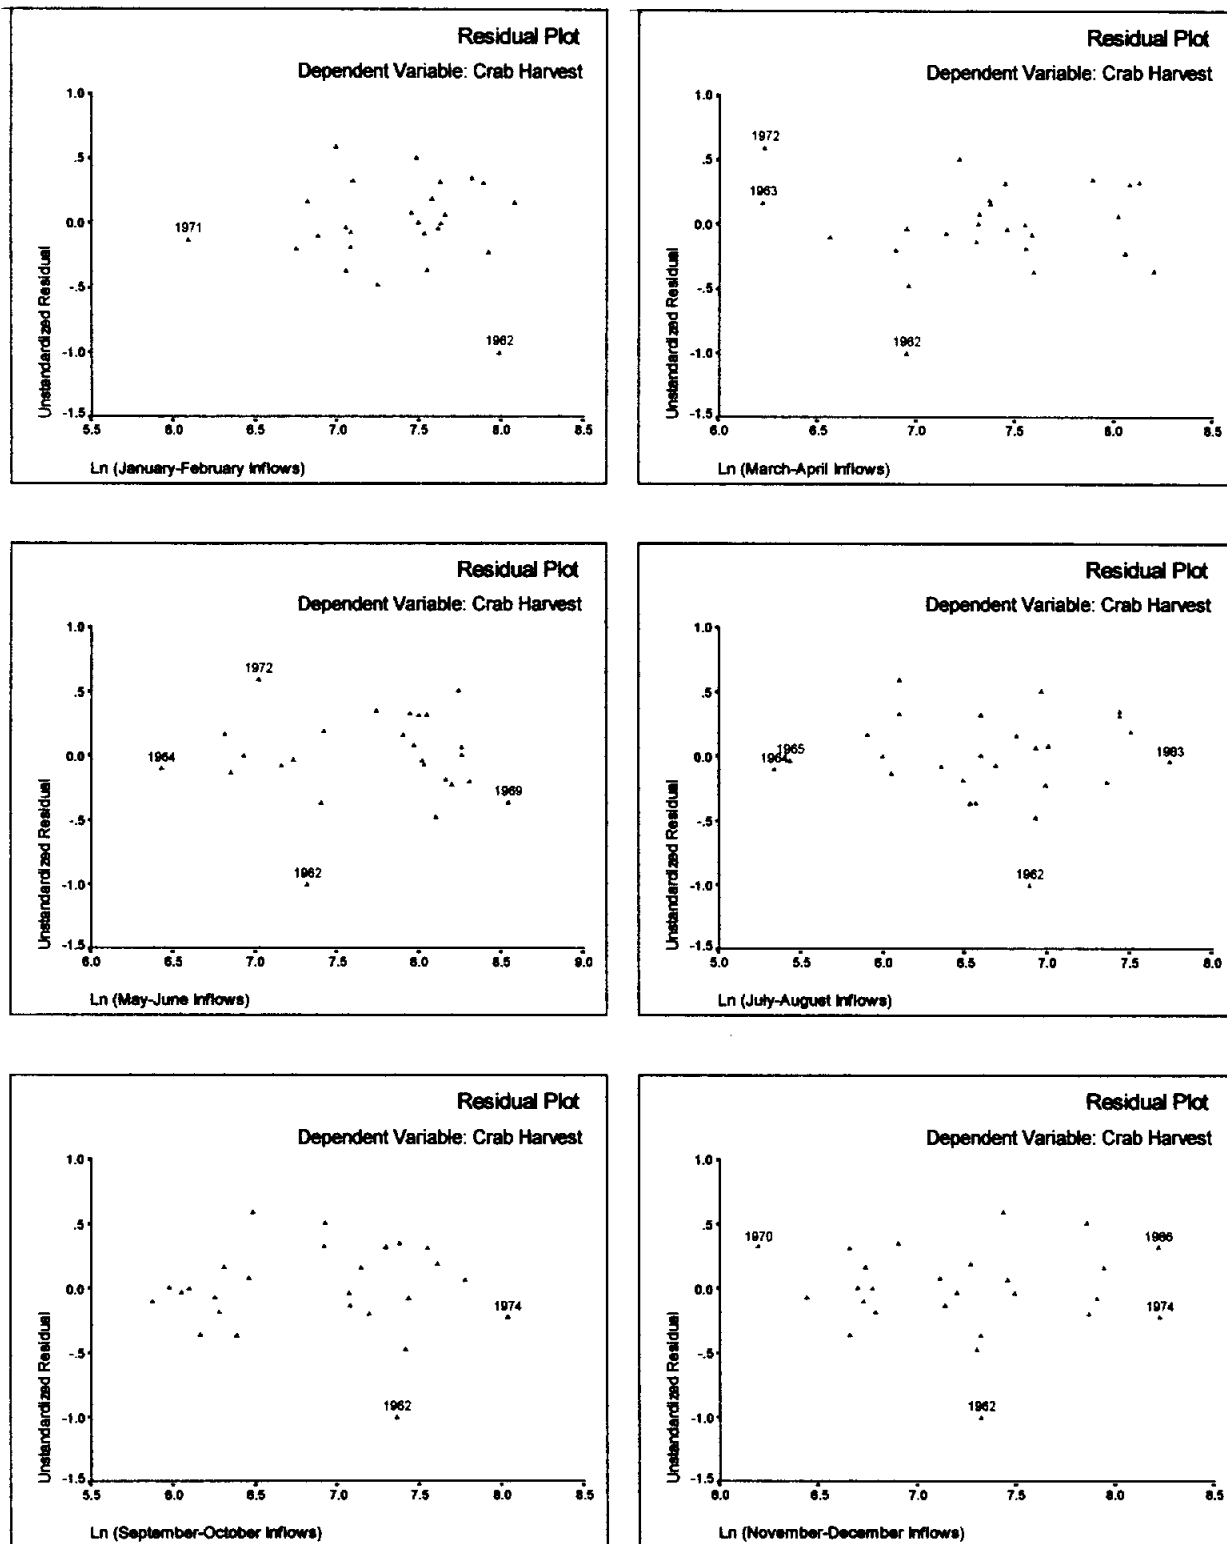 Residual Plot
Dependent Variable: Crab Harvest
1.0
.5
0.0
-.5
-1.0
-1.5
Unstandardized Residual
1971
1962
5.5 6.0 6.5 7.0 7.5 8.0 8.5
Ln (January-February Inflows)
Residual Plot
Dependent Variable: Crab Harvest
1.0
.5
0.0
-.5
-1.0
-1.5
Unstandardized Residual
1972
1963
1962
6.0 6.5 7.0 7.5 8.0 8.5
Ln (March-April Inflows)
Residual Plot
Dependent Variable: Crab Harvest
1.0
.5
0.0
-.5
-1.0
-1.5
Unstandardized Residual
1972
1964
1969
1962
6.0 6.5 7.0 7.5 8.0 8.5 9.0
Ln (May-June Inflows)
Residual Plot
Dependent Variable: Crab Harvest
1.0
.5
0.0
-.5
-1.0
-1.5
Unstandardized Residual
1965
1964
1983
1962
5.0 5.5 6.0 6.5 7.0 7.5 8.0
Ln (July-August Inflows)
Residual Plot
Dependent Variable: Crab Harvest
1.0
.5
0.0
-.5
-1.0
-1.5
Unstandardized Residual
1974
1962
5.5 6.0 6.5 7.0 7.5 8.0 8.5
Ln (September-October Inflows)
Residual Plot
Dependent Variable: Crab Harvest
1.0
.5
0.0
-.5
-1.0
-1.5
Unstandardized Residual
1970
1986
1974
1962
6.0 6.5 7.0 7.5 8.0 8.5
Ln (November-December Inflows)